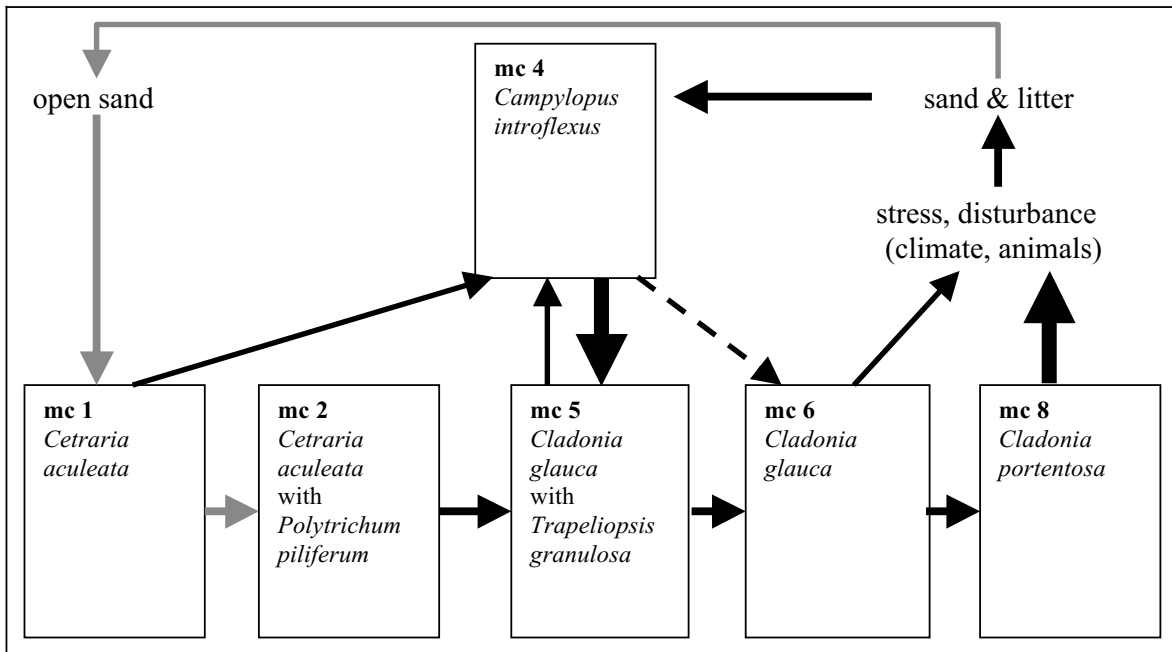 mc 4
Campylopus
introflexus
open sand
sand & litter
stress, disturbance
(climate, animals)
mc 1
Cetraria
aculeata
mc 2
Cetraria
aculeata
with
Polytrichum
piliferum
mc 5
Cladonia
glauca
with
Trapeliopsis
granulosa
mc 6
Cladonia
glauca
mc 8
Cladonia
portentosa